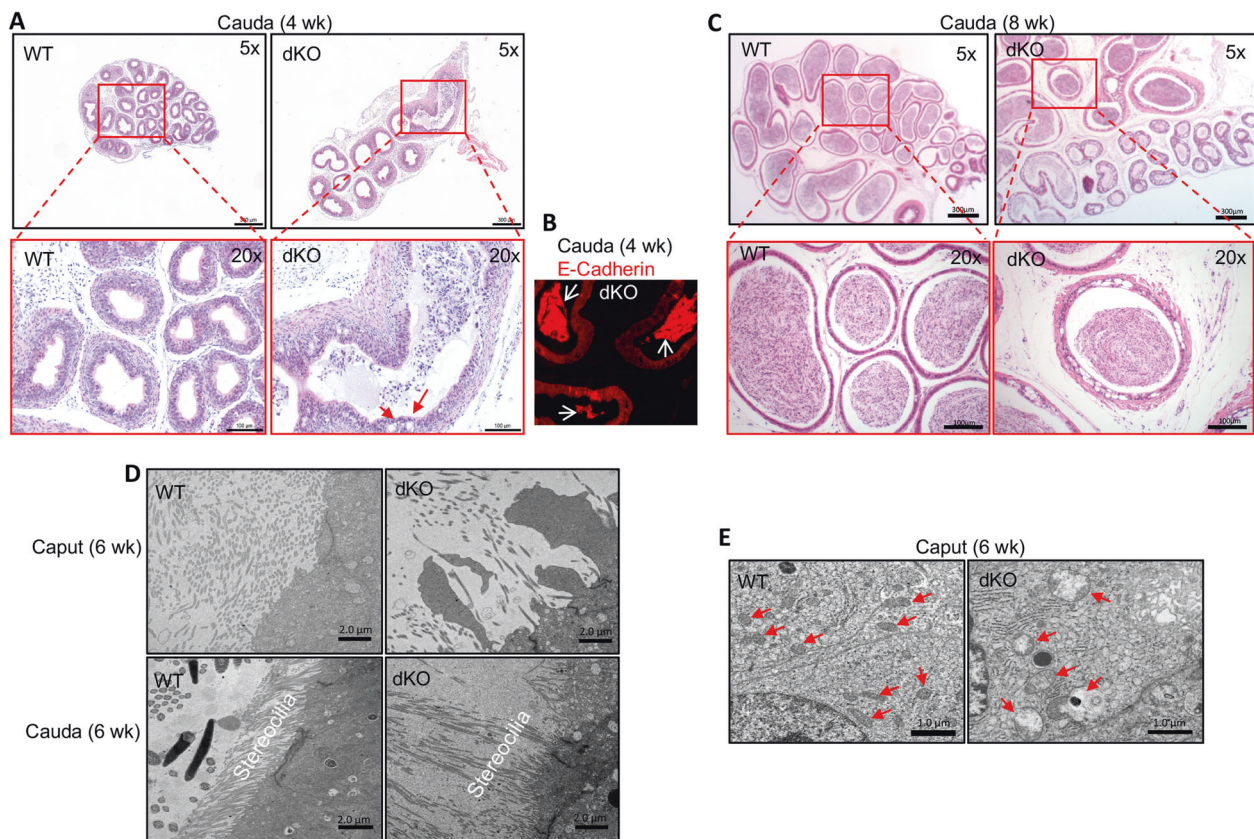 A
Cauda (4 wk)
WT
5x
dKO
5x
300 µm
300 µm
WT
20x
dKO
20x
100 µm
100 µm
B
Cauda (4 wk)
E-Cadherin
dKO
C
Cauda (8 wk)
WT
5x
dKO
5x
300µm
300µm
WT
20x
dKO
20x
100µm
100µm
D
Caput (6 wk)
WT
2.0 µm
dKO
2.0 µm
Cauda (6 wk)
WT
Stereocilia
2.0 µm
dKO
Stereocilia
2.0 µm
E
Caput (6 wk)
WT
1.0 µm
dKO
1.0 µm